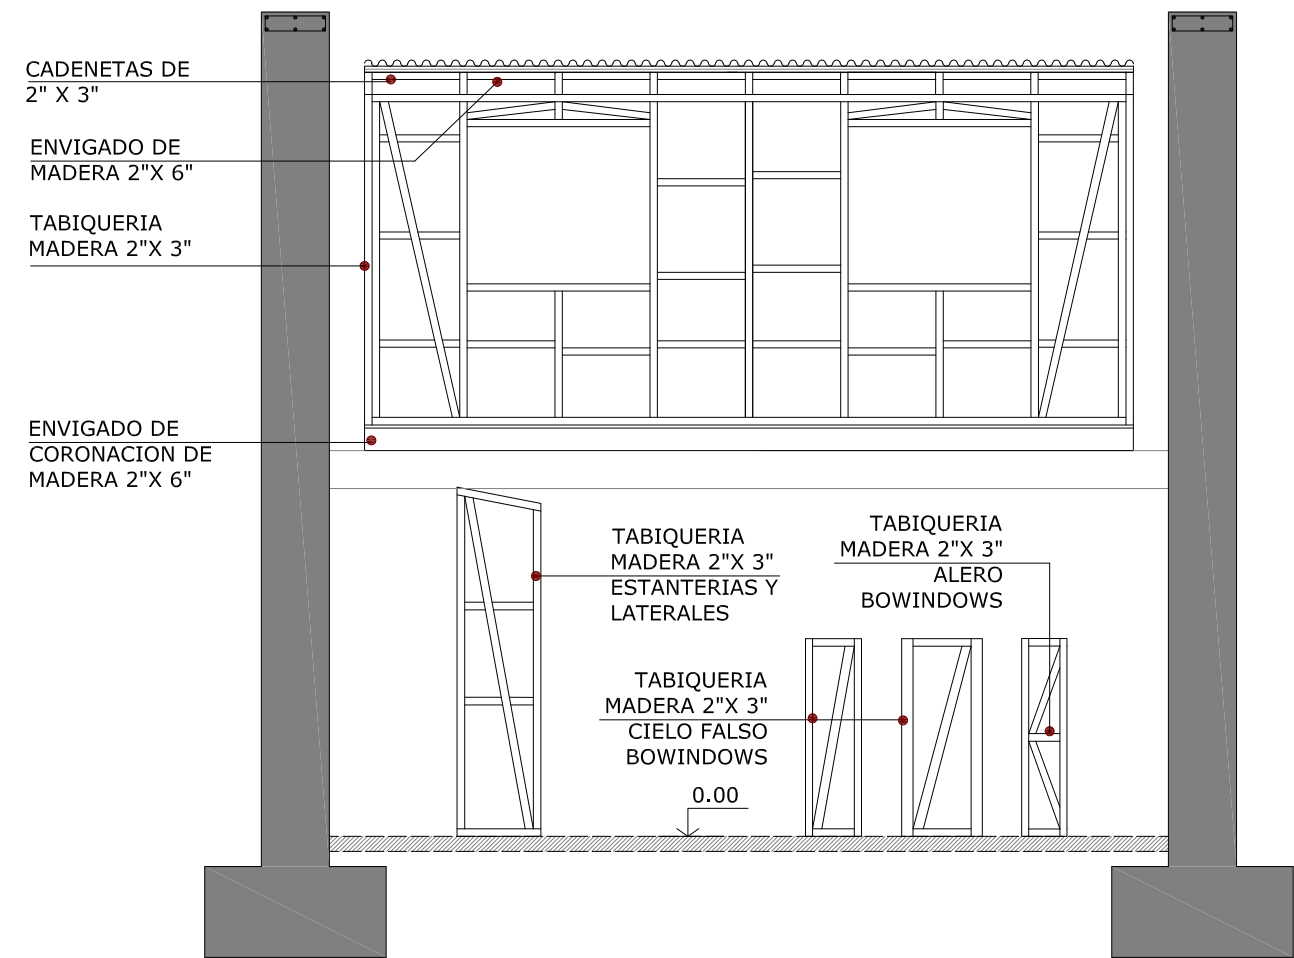 CADENETAS DE
2" X 3"
ENVIGADO DE
MADERA 2"X 6"
TABIQUERIA
MADERA 2"X 3"
ENVIGADO DE
CORONACION DE
MADERA 2"X 6"
TABIQUERIA
MADERA 2"X 3"
ESTANTERIAS Y
LATERALES
TABIQUERIA
MADERA 2"X 3"
ALERO
BOWINDOWS
TABIQUERIA
MADERA 2"X 3"
CIELO FALSO
BOWINDOWS
0.00